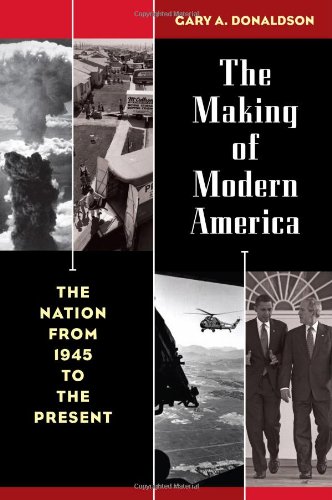 GARY A. DONALDSON
The
Making
of
Modern
America
THE
NATION
FROM
1945
TO
THE
PRESENT